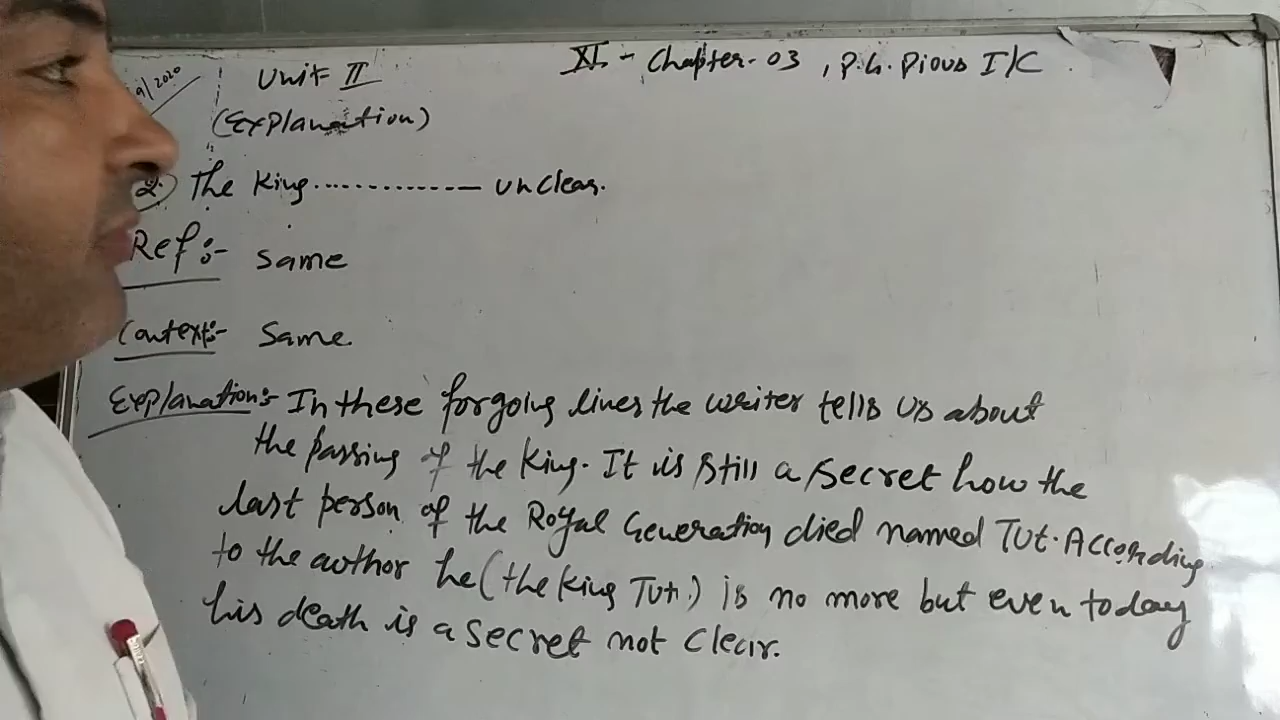 XI - Chapter-03, P.G. Pious I/C
9/2020
Unit II
(Explanation)
2. The King.............------ unclear.
Ref:- Same
Context:- Same.
Explanation:- In these forgoing lines the writer tells us about
the passing of the King. It is still a secret how the
last person of the Royal Generation died named Tut. According
to the author he (the King Tut.) is no more but even today
his death is a secret not clear.